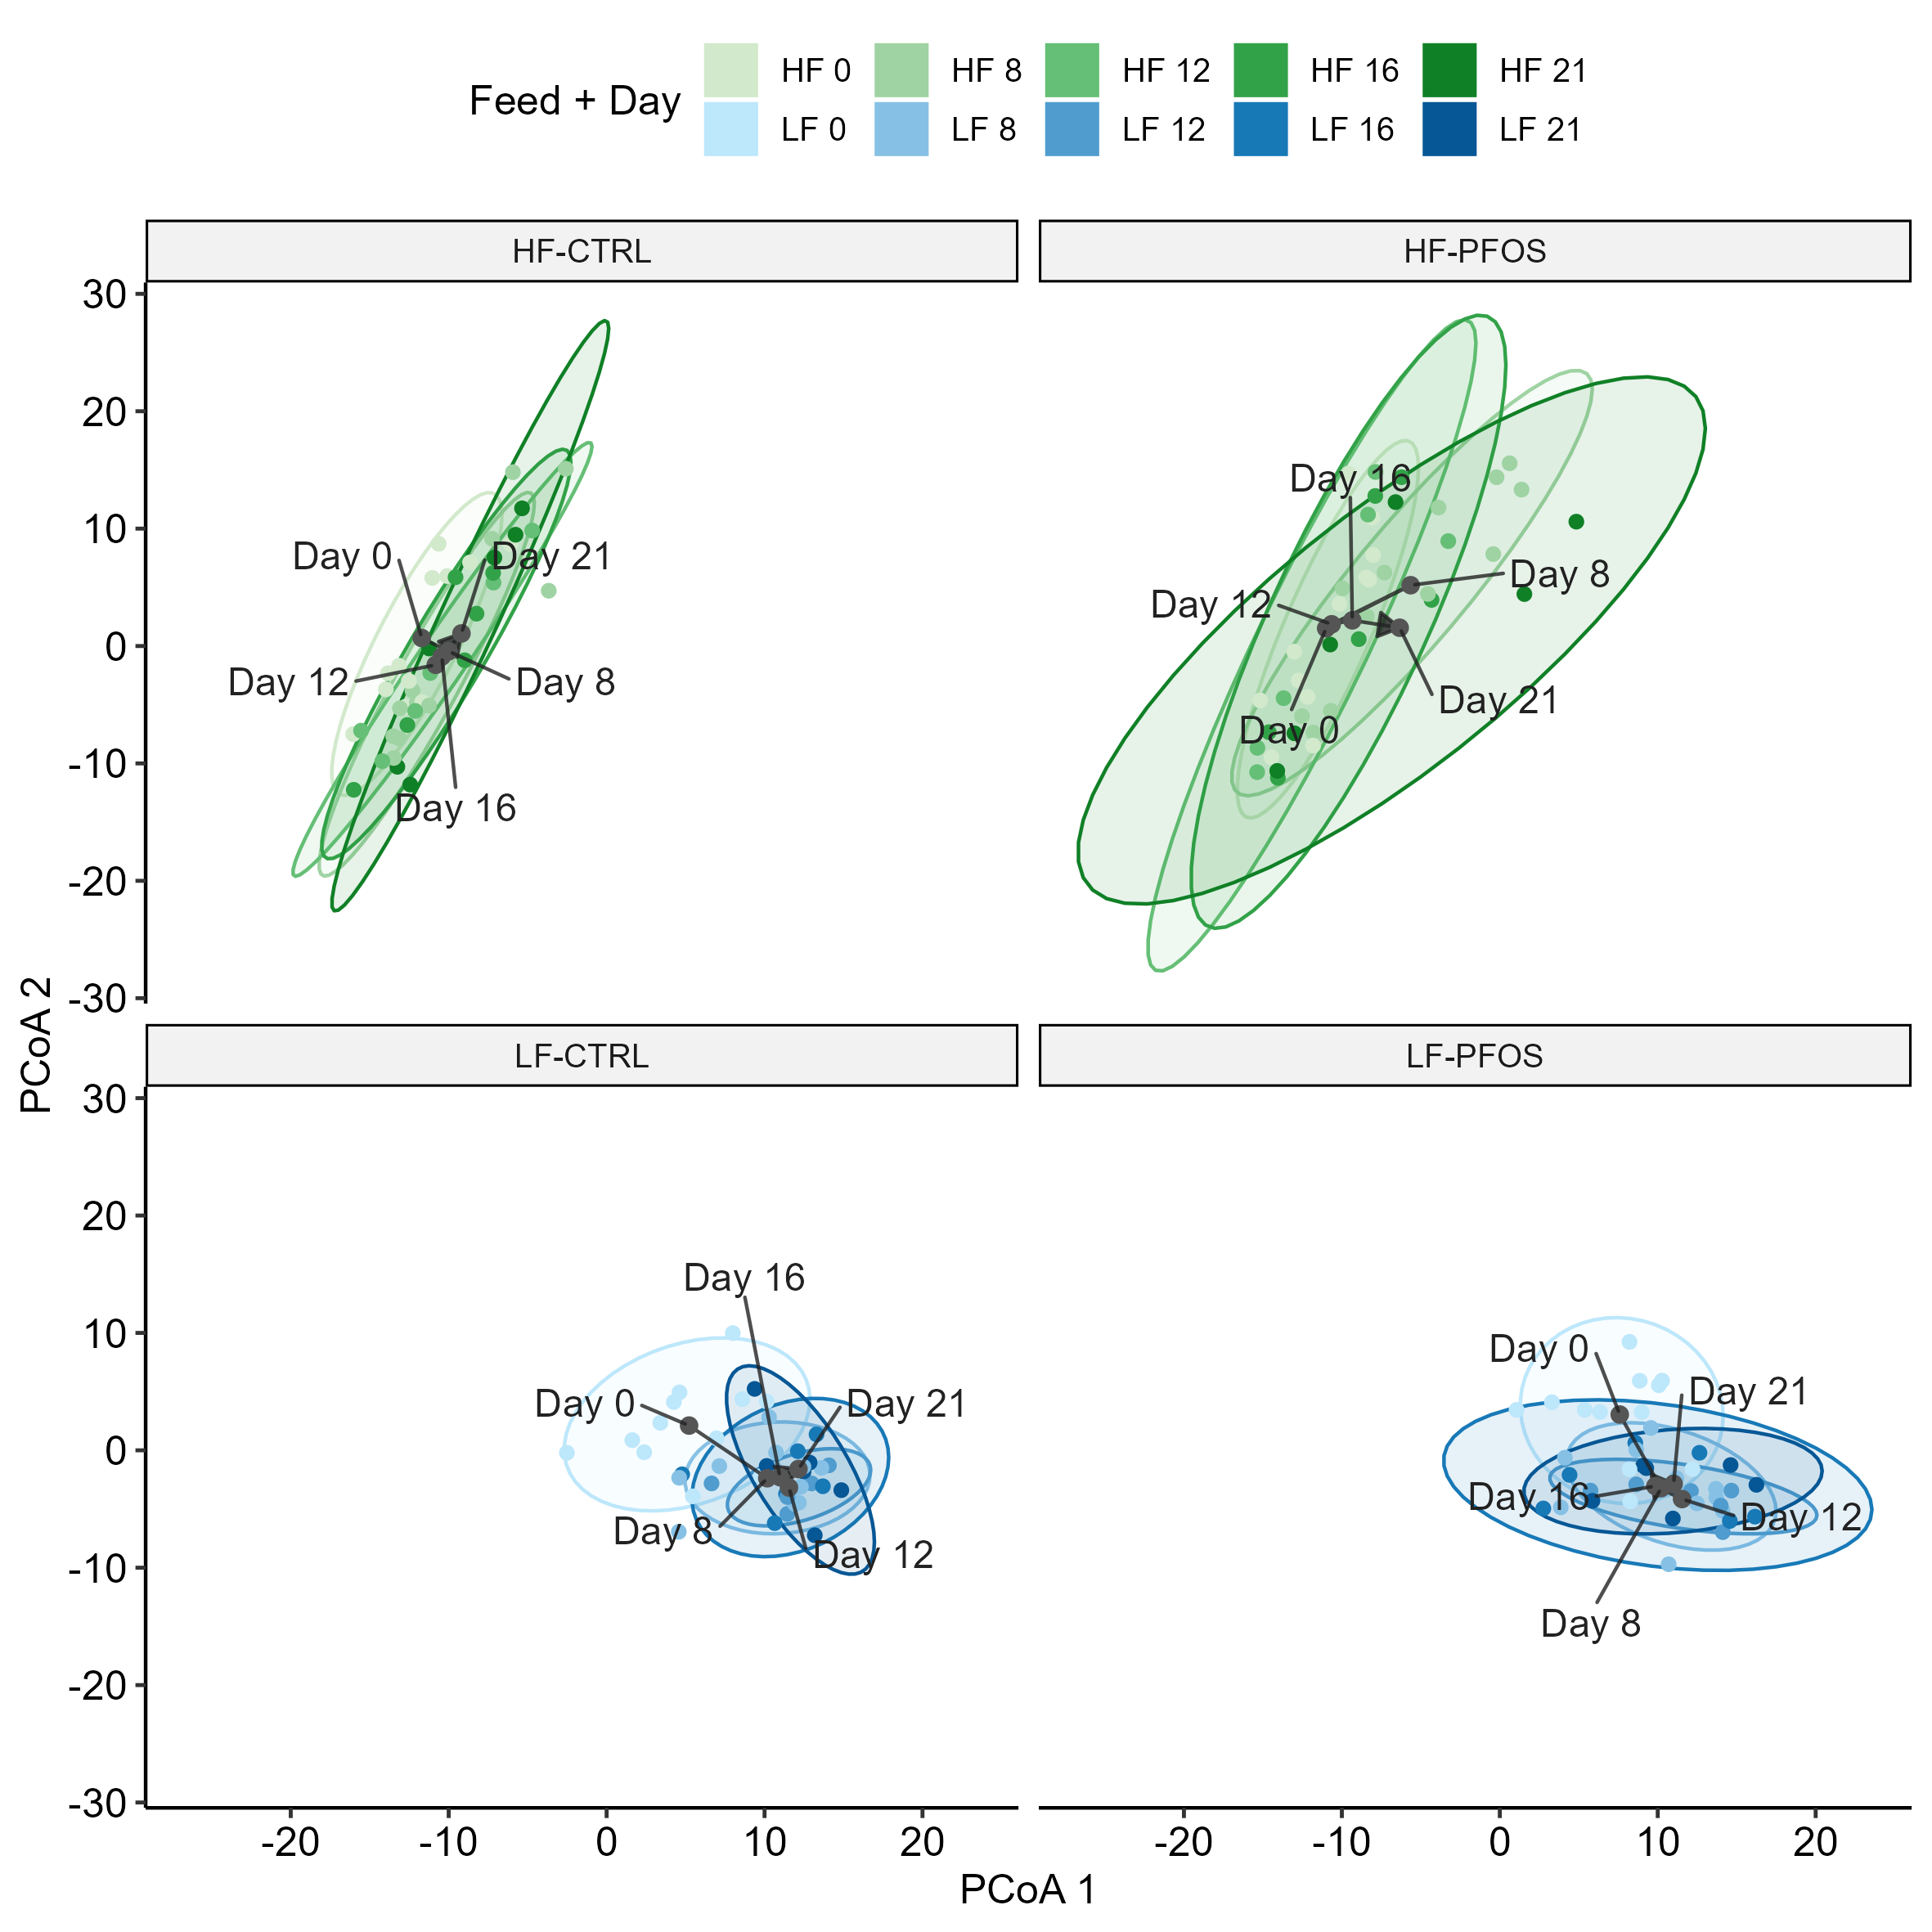 Feed + Day
HF 0 HF 8 HF 12 HF 16 HF 21
LF 0 LF 8 LF 12 LF 16 LF 21
HF-CTRL HF-PFOS
30
20
10
0
-10
-20
-30
Day 0
Day 21
Day 12
Day 8
Day 16
Day 16
Day 8
Day 12
Day 21
Day 0
PCoA 2
LF-CTRL LF-PFOS
30
20
10
0
-10
-20
-30
Day 16
Day 0
Day 21
Day 8
Day 12
Day 0
Day 21
Day 16
Day 12
Day 8
-20 -10 0 10 20 -20 -10 0 10 20
PCoA 1